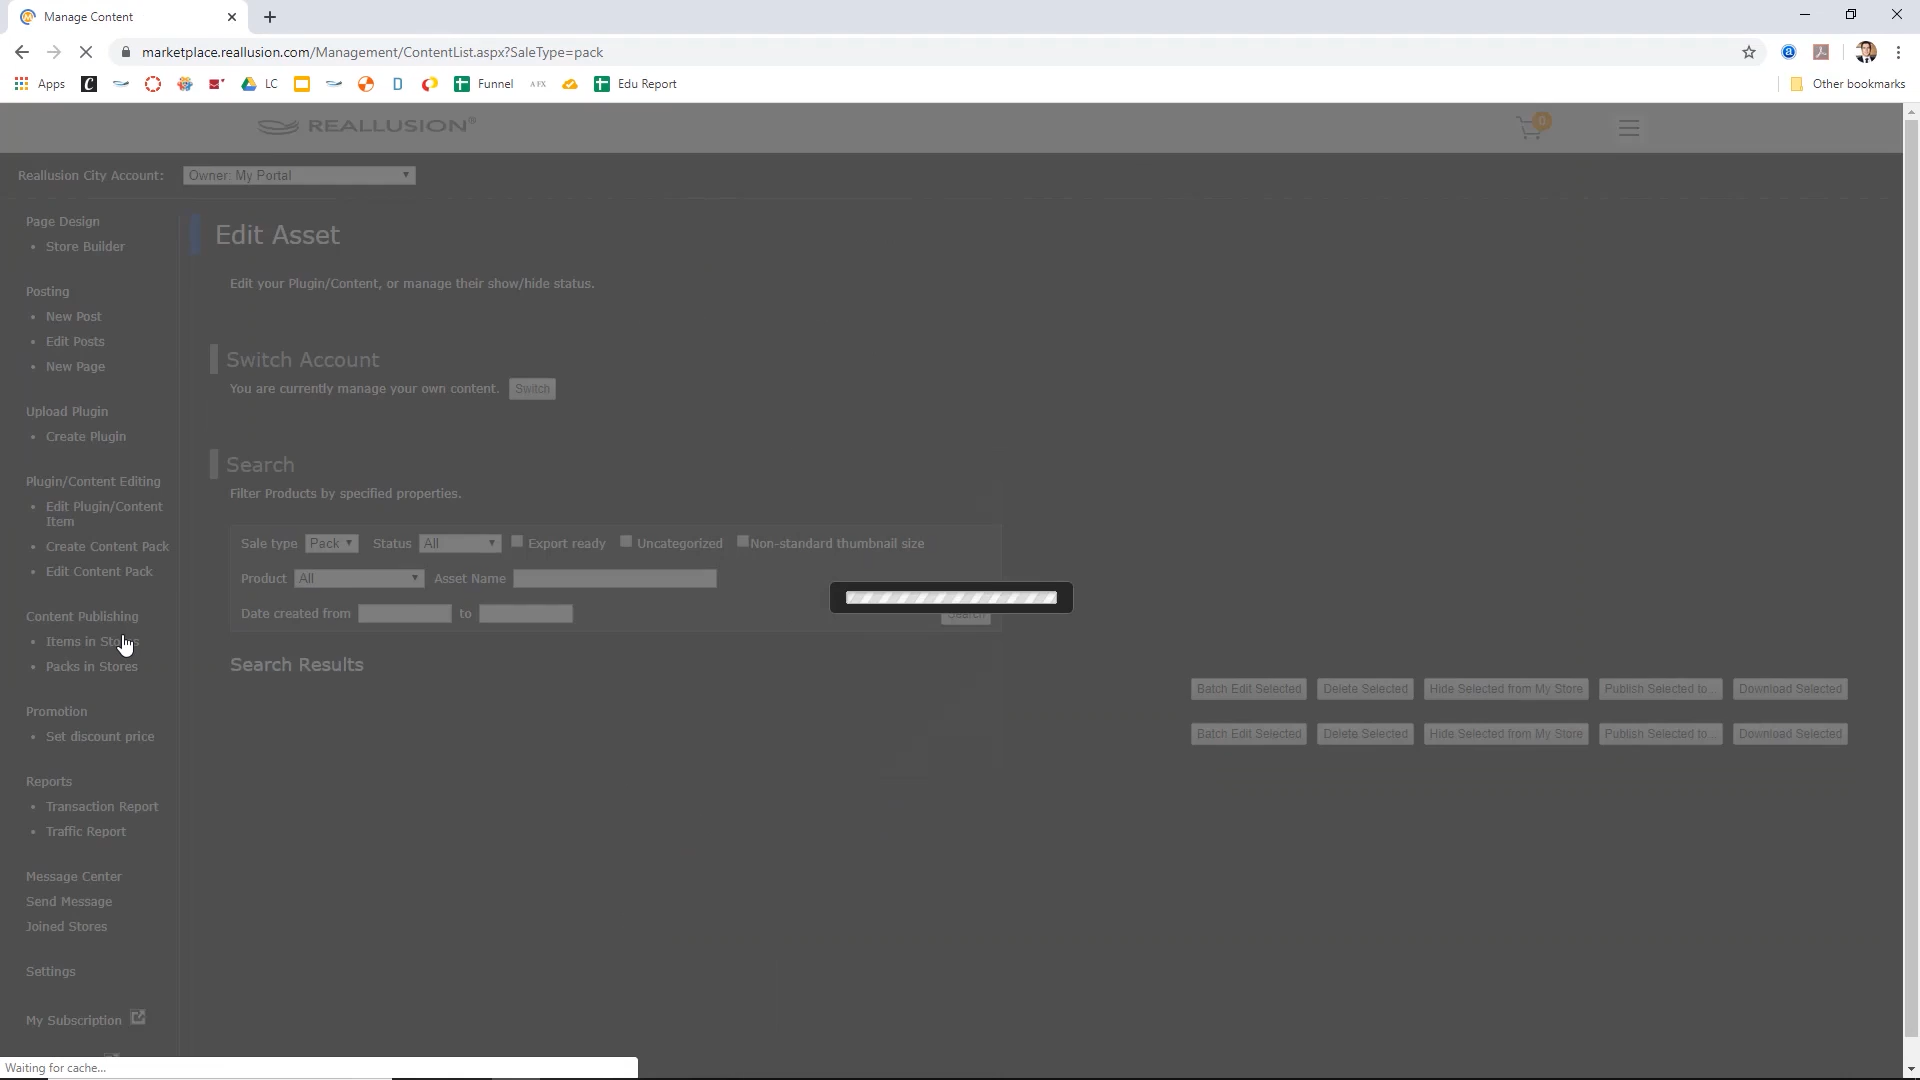 Manage Content
marketplace.reallusion.com/Management/ContentList.aspx?SaleType=pack
Apps
LC
Funnel
AFX
Edu Report
Other bookmarks
REALLUSION®
0
Reallusion City Account:
Owner: My Portal
Page Design
Store Builder
Posting
New Post
Edit Posts
New Page
Upload Plugin
Create Plugin
Plugin/Content Editing
Edit Plugin/Content
Item
Create Content Pack
Edit Content Pack
Content Publishing
Items in Stores
Packs in Stores
Promotion
Set discount price
Reports
Transaction Report
Traffic Report
Message Center
Send Message
Joined Stores
Settings
My Subscription
Edit Asset
Edit your Plugin/Content, or manage their show/hide status.
Switch Account
You are currently manage your own content. Switch
Search
Filter Products by specified properties.
Sale type Pack Status All Export ready Uncategorized Non-standard thumbnail size
Product All Asset Name
Date created from to
Search
Search Results
Batch Edit Selected Delete Selected Hide Selected from My Store Publish Selected to... Download Selected
Batch Edit Selected Delete Selected Hide Selected from My Store Publish Selected to... Download Selected
Waiting for cache...